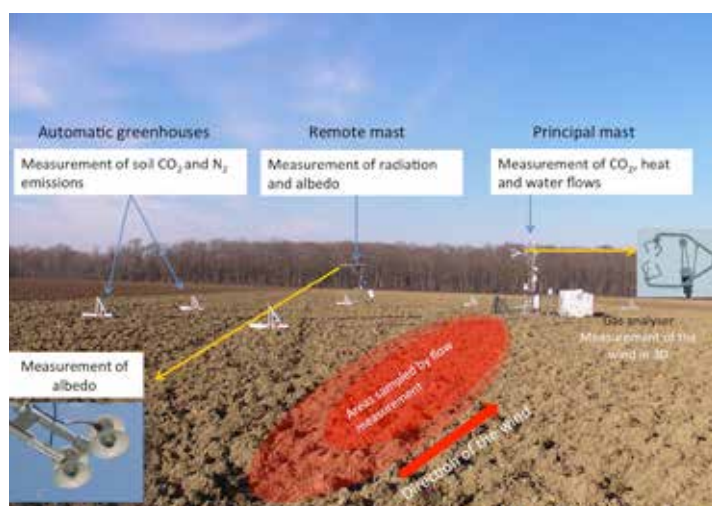 Automatic greenhouses
Remote mast
Principal mast
Measurement of soil CO₂ and N₂
emissions
Measurement of radiation
and albedo
Measurement of CO₂, heat
and water flows
Gas analyser
Measurement of the
wind in 3D
Measurement of
albedo
Areas sampled by flow
measurement
Direction of the wind